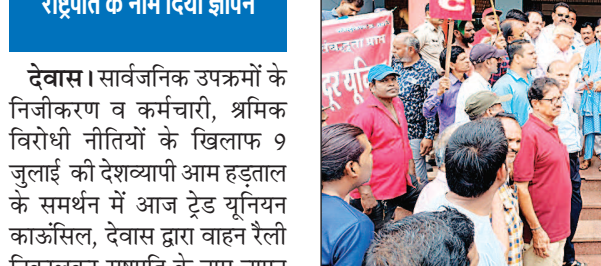 राष्ट्रपति के नाम दिया ज्ञापन
देवास। सार्वजनिक उपक्रमों के
निजीकरण व कर्मचारी, श्रमिक
विरोधी नीतियों के खिलाफ 9
जुलाई की देशव्यापी आम हड़ताल
के समर्थन में आज ट्रेड यूनियन
काऊंसिल, देवास द्वारा वाहन रैली
के नाम